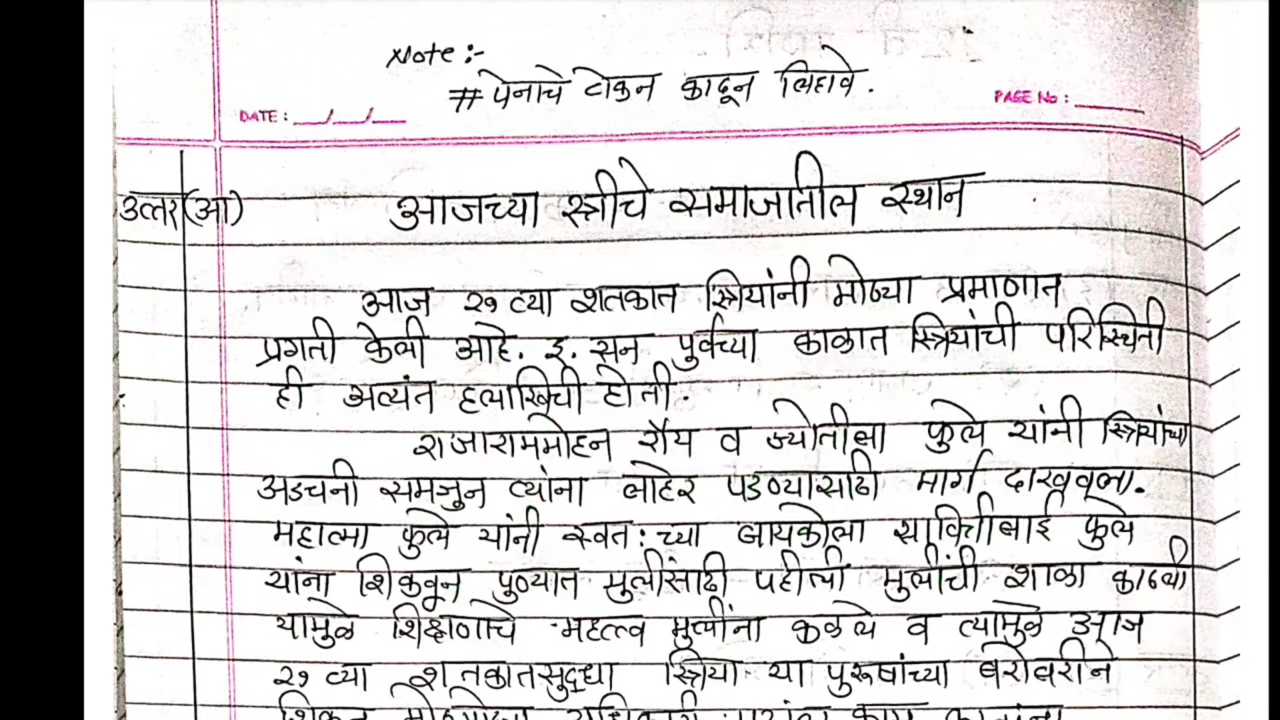 Note :-
# पेनाचे टोकन काढून लिहावे.
DATE : __/__/__
PAGE No : ____
उत्तर(आ) आजच्या स्त्रीचे समाजातील स्थान
आज २१ व्या शतकात स्त्रियांनी मोठ्या प्रमाणात
प्रगती केली आहे. इ. सन पुर्वच्या काळात स्त्रियांची परिस्थिती
ही अत्यंत हलाखिची होती.
राजाराममोहन रॉय व ज्योतीबा फुले यांनी स्त्रियांच्या
अडचनी समजुन त्यांना बाहेर पडण्यासाठी मार्ग दाखवला.
महात्मा फुले यांनी स्वतः च्या बायकोला सावित्रीबाई फुले
यांना शिकवून पुण्यात मुलींसाठी पहीली मुलींची शाळा काढली
यामुळे शिक्षणाचे महत्त्व मुलींना कळले व त्यामुळे आज
२१ व्या शतकातसुद्धा स्त्रिया या पुरूषांच्या बरोबरीने